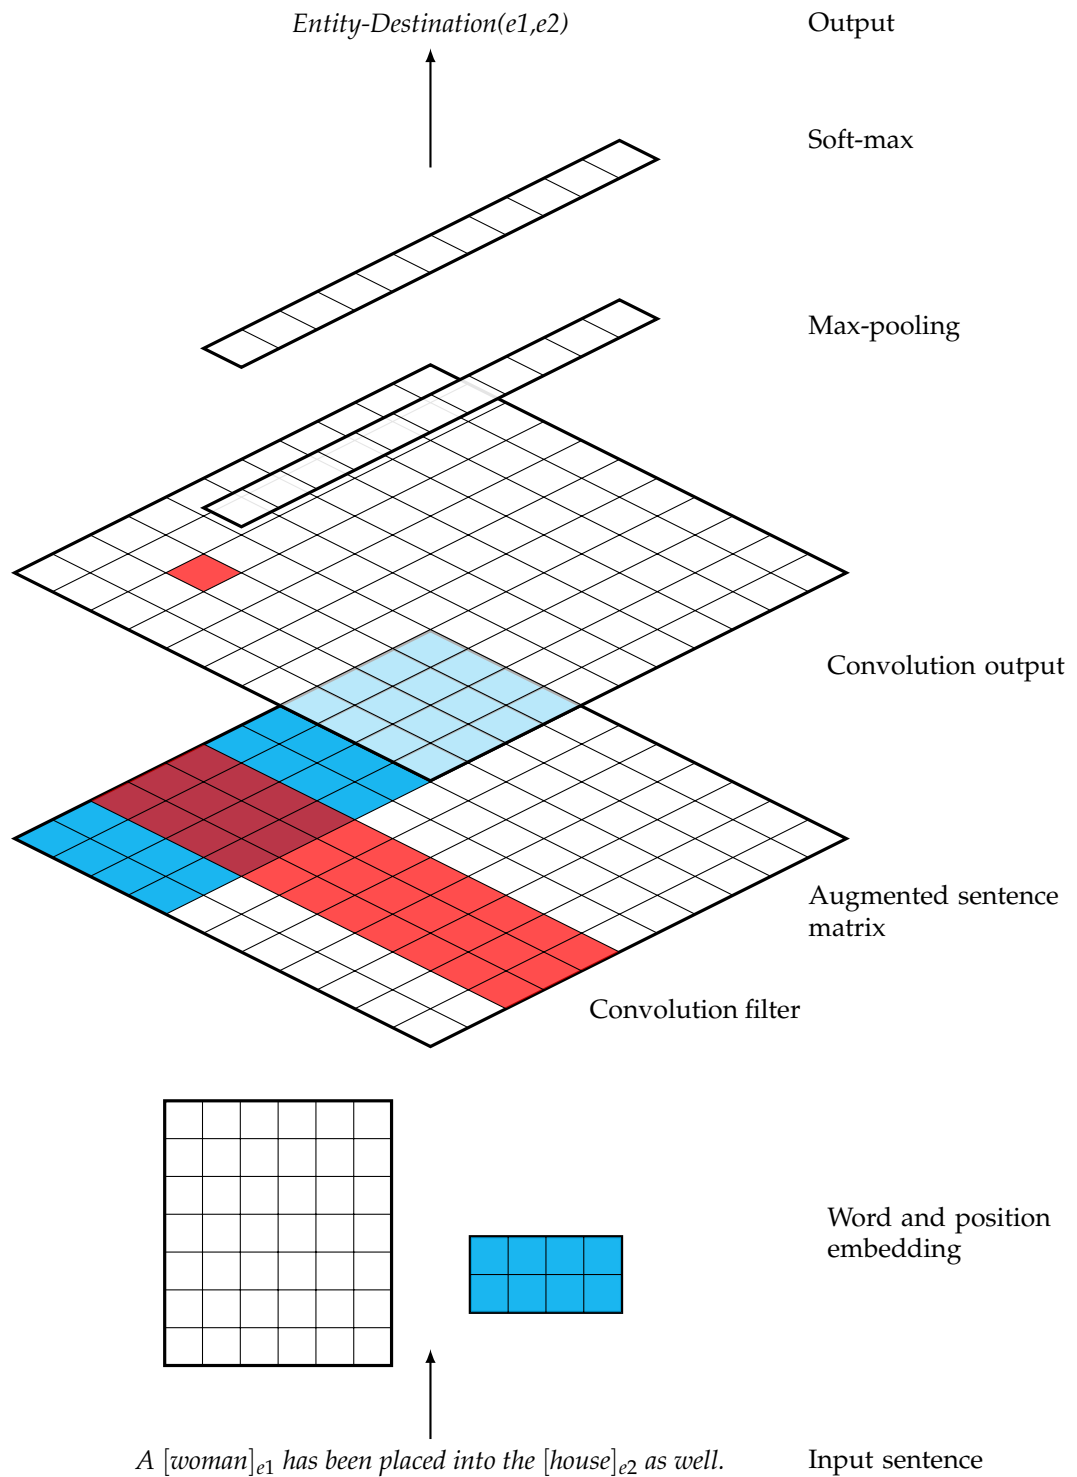 Entity-Destination(e1,e2)
Output
Soft-max
Max-pooling
Convolution output
Augmented sentence
matrix
Convolution filter
Word and position
embedding
A [woman]e1 has been placed into the [house]e2 as well.
Input sentence